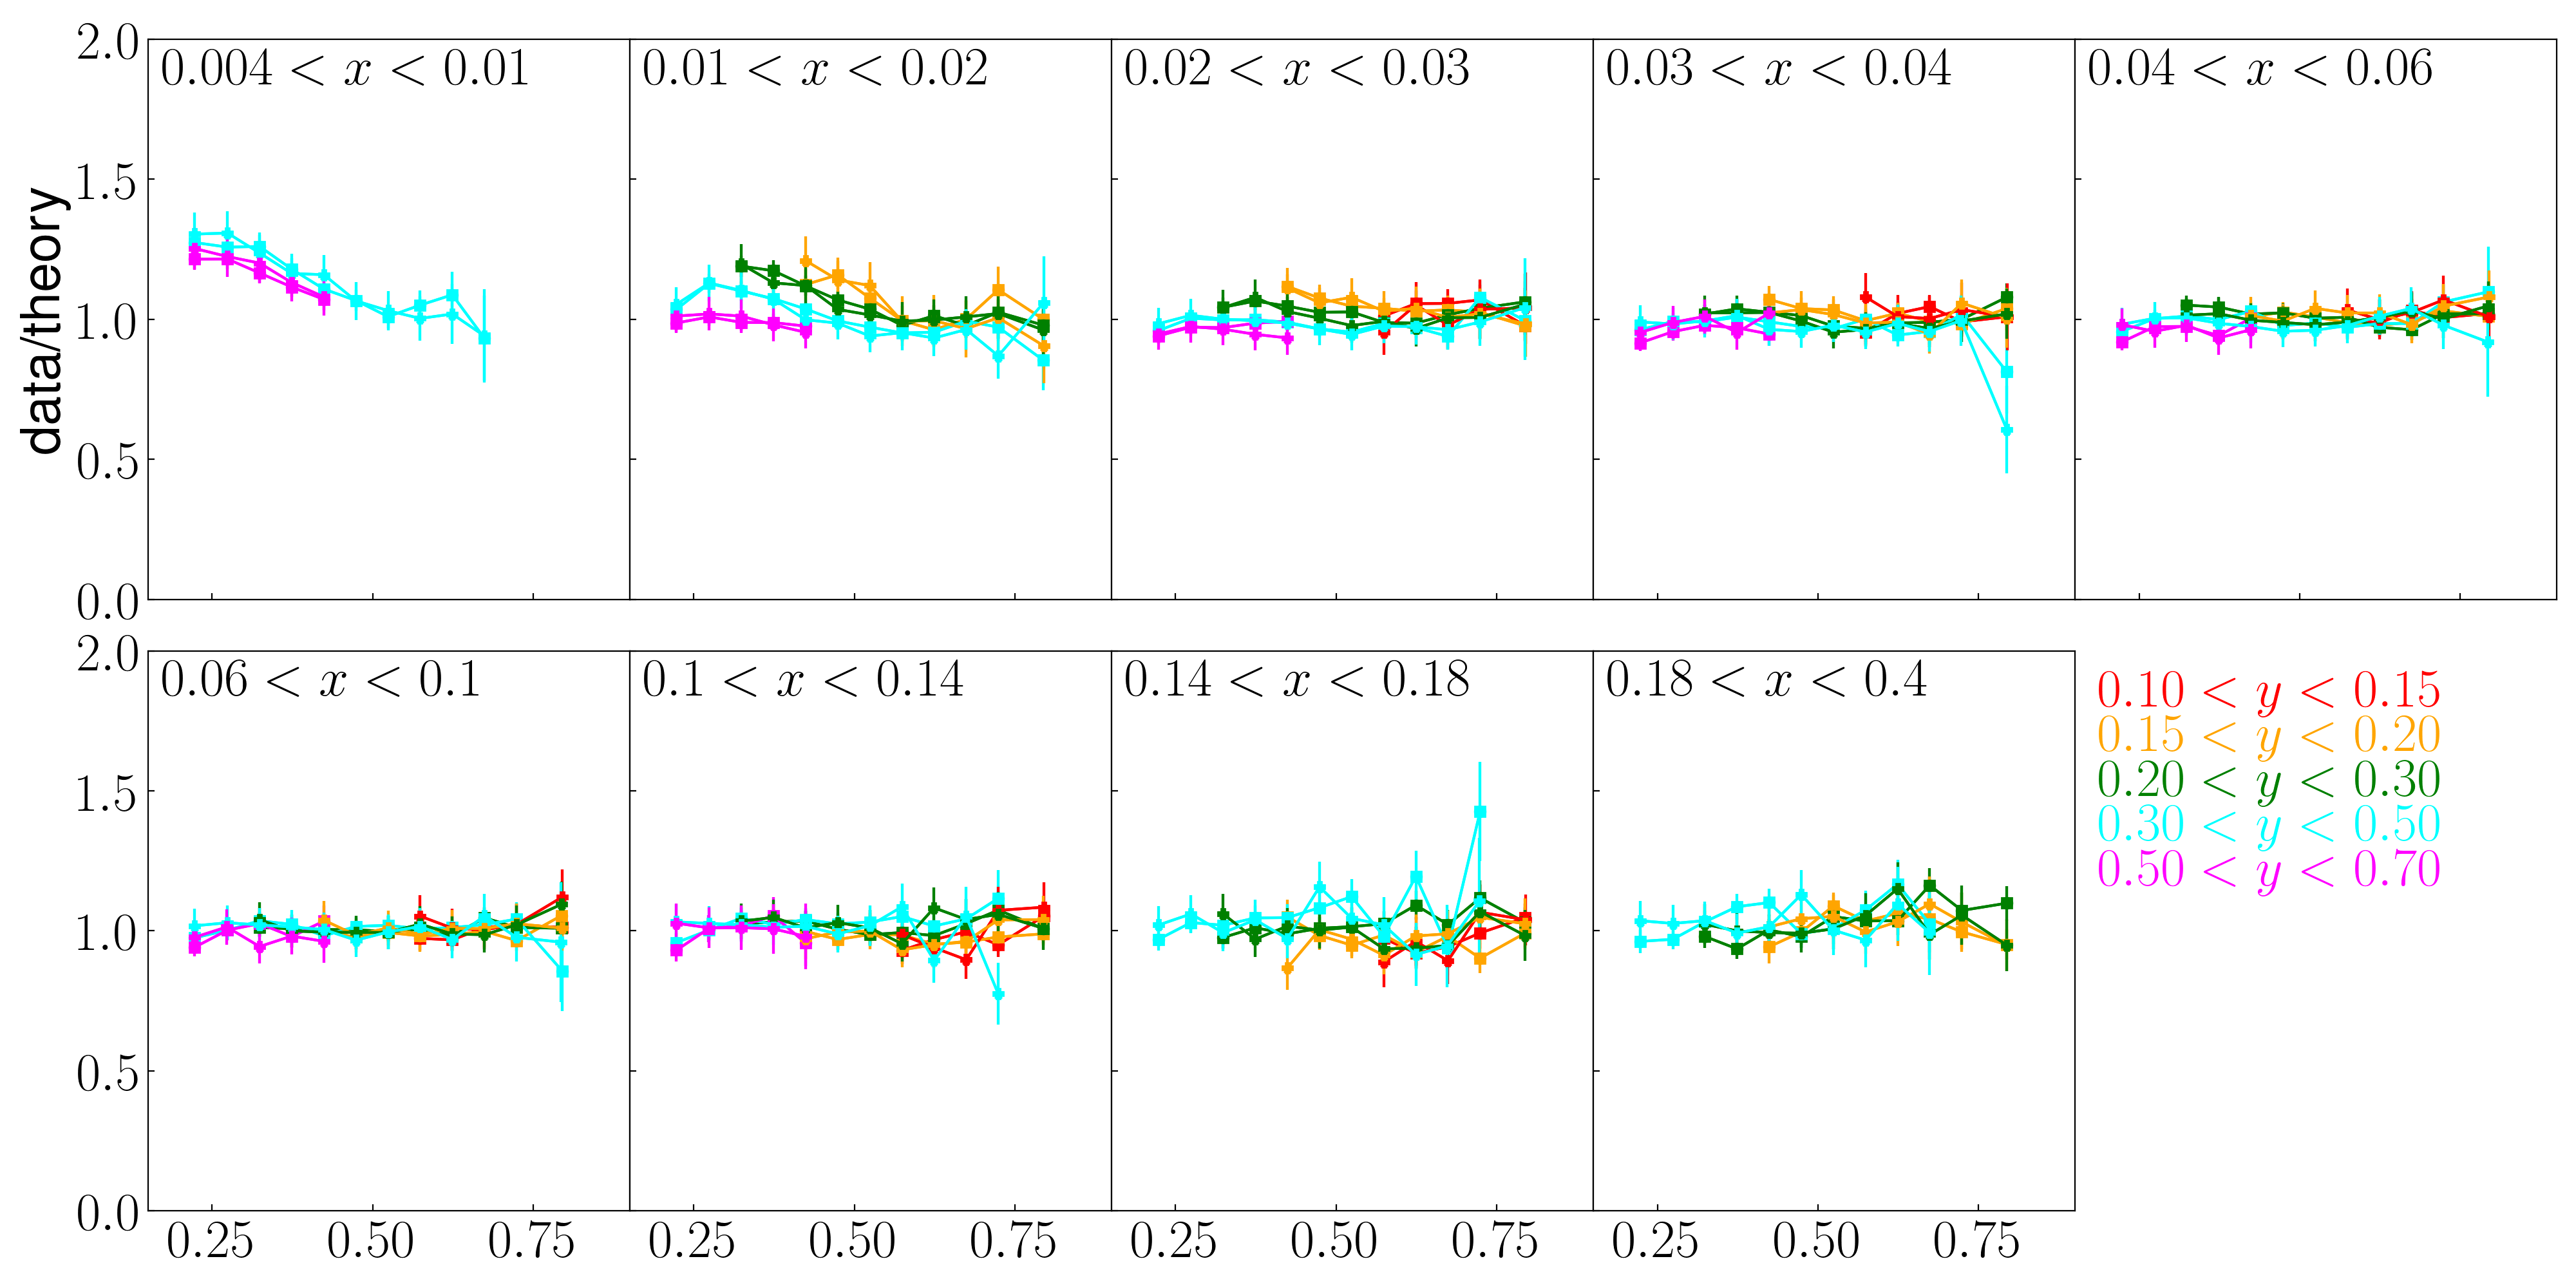 data/theory
2.0
1.5
1.0
0.5
0.0
0.004 < x < 0.01
0.01 < x < 0.02
0.02 < x < 0.03
0.03 < x < 0.04
0.04 < x < 0.06
2.0
1.5
1.0
0.5
0.0
0.06 < x < 0.1
0.1 < x < 0.14
0.14 < x < 0.18
0.18 < x < 0.4
0.10 < y < 0.15
0.15 < y < 0.20
0.20 < y < 0.30
0.30 < y < 0.50
0.50 < y < 0.70
0.25 0.50 0.75
0.25 0.50 0.75
0.25 0.50 0.75
0.25 0.50 0.75